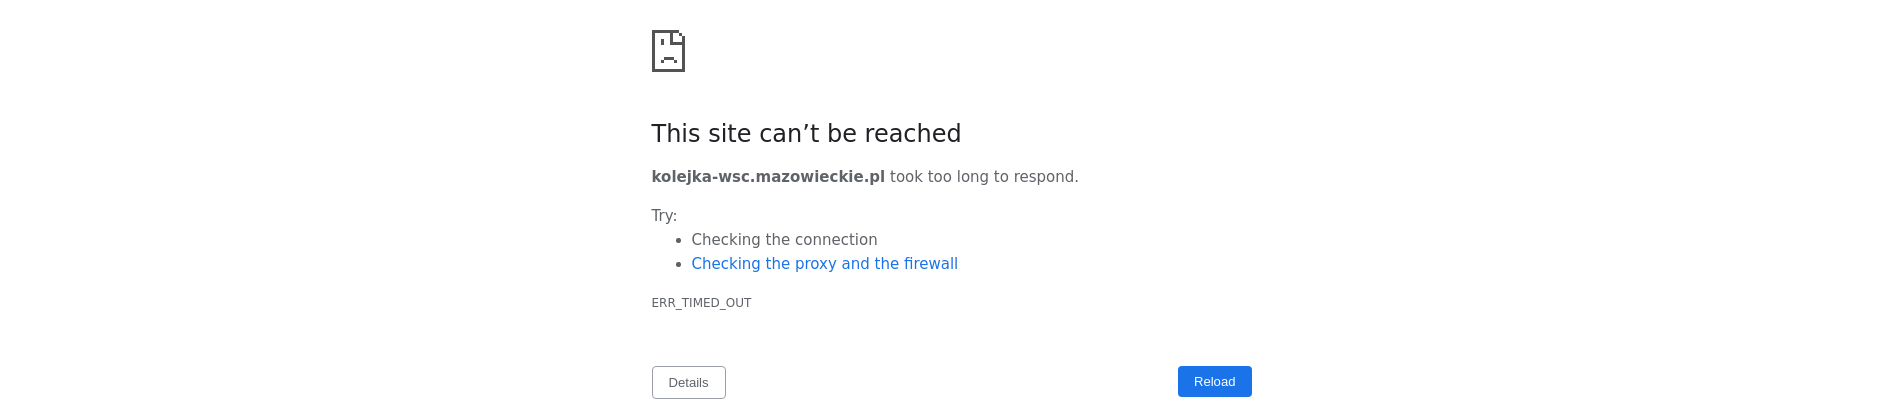 This site can’t be reached
kolejka-wsc.mazowieckie.pl took too long to respond.
Try:
Checking the connection
Checking the proxy and the firewall
ERR_TIMED_OUT
Details
Reload